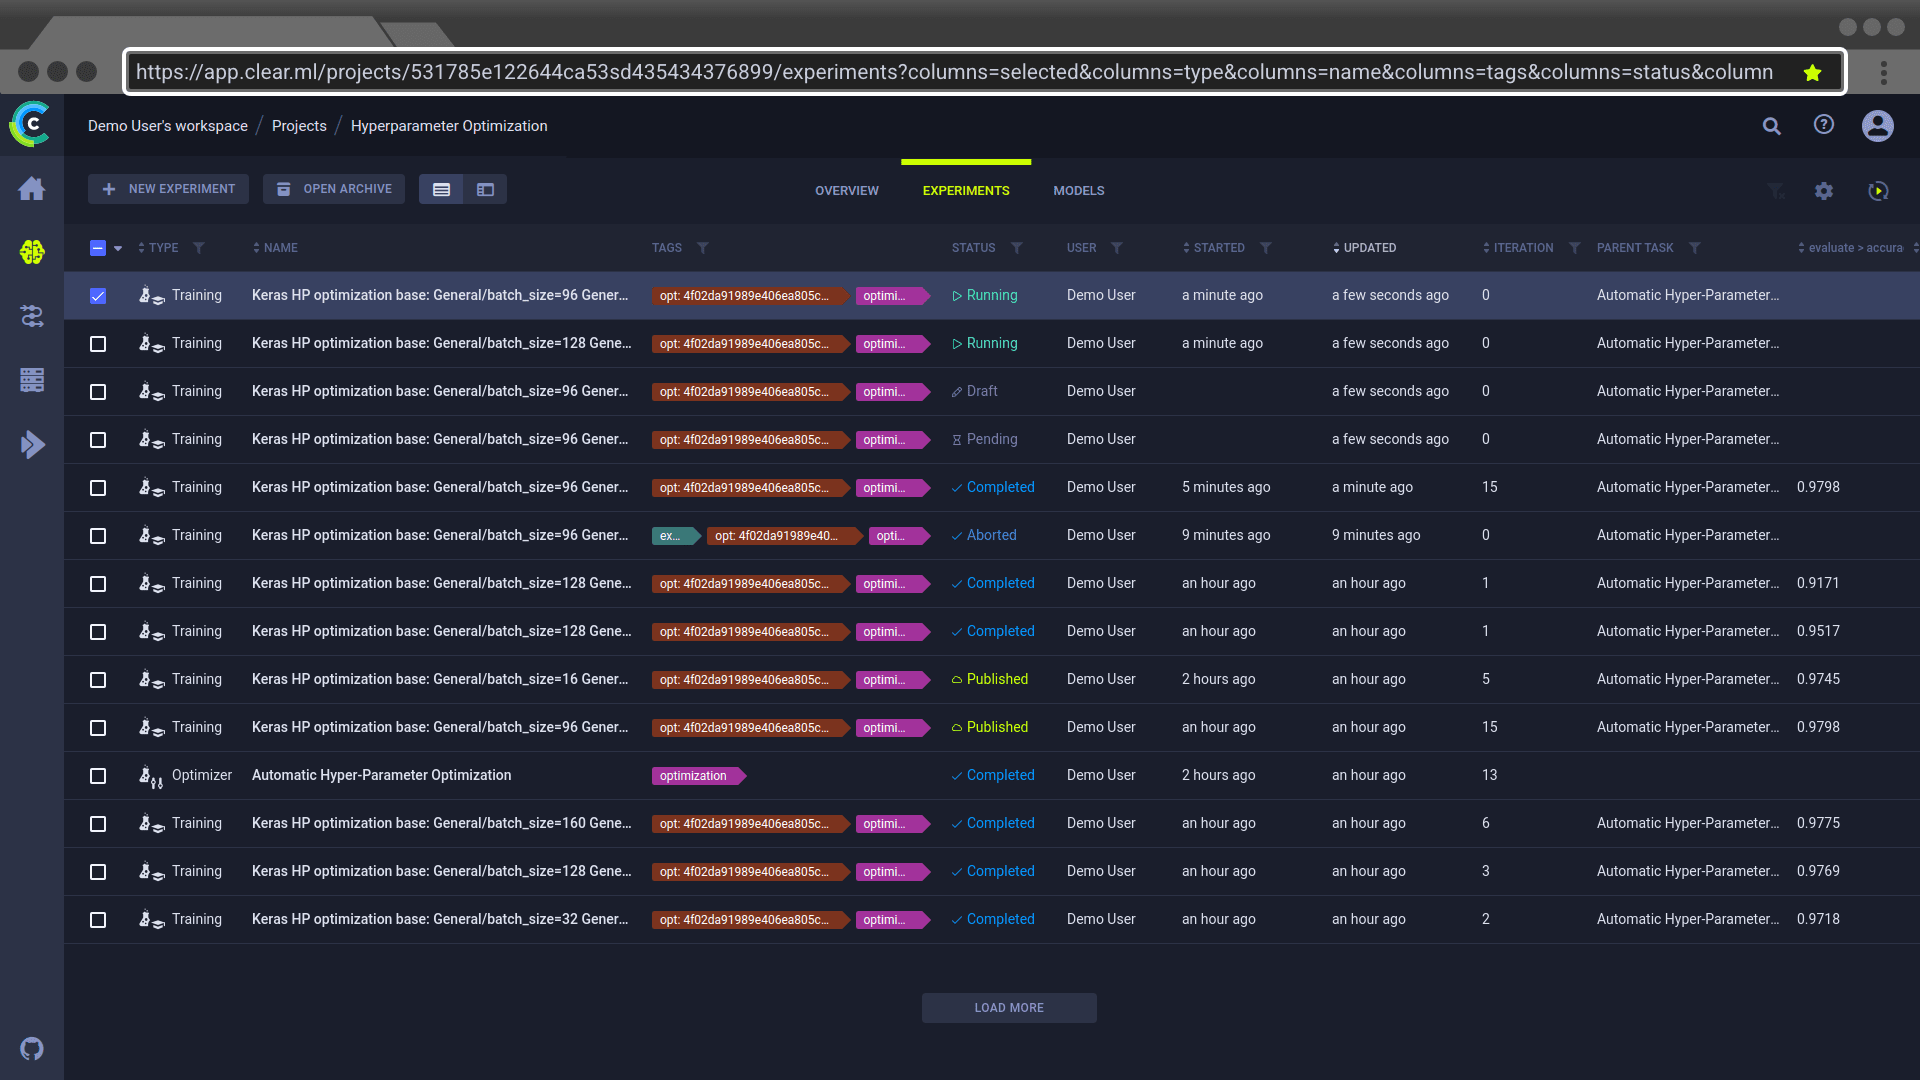 https://app.clear.ml/projects/531785e122644ca53sd435434376899/experiments?columns=selected&columns=type&columns=name&columns=tags&columns=status&column
Demo User's workspace / Projects / Hyperparameter Optimization
NEW EXPERIMENT OPEN ARCHIVE OVERVIEW EXPERIMENTS MODELS
TYPE NAME TAGS STATUS USER STARTED UPDATED ITERATION PARENT TASK evaluate > accura
Training Keras HP optimization base: General/batch_size=96 Gener... opt: 4f02da91989e406ea805c... optimi... Running Demo User a minute ago a few seconds ago 0 Automatic Hyper-Parameter...
Training Keras HP optimization base: General/batch_size=128 Gene... opt: 4f02da91989e406ea805c... optimi... Running Demo User a minute ago a few seconds ago 0 Automatic Hyper-Parameter...
Training Keras HP optimization base: General/batch_size=96 Gener... opt: 4f02da91989e406ea805c... optimi... Draft Demo User a few seconds ago 0 Automatic Hyper-Parameter...
Training Keras HP optimization base: General/batch_size=96 Gener... opt: 4f02da91989e406ea805c... optimi... Pending Demo User a few seconds ago 0 Automatic Hyper-Parameter...
Training Keras HP optimization base: General/batch_size=96 Gener... opt: 4f02da91989e406ea805c... optimi... Completed Demo User 5 minutes ago a minute ago 15 Automatic Hyper-Parameter... 0.9798
Training Keras HP optimization base: General/batch_size=96 Gener... ex... opt: 4f02da91989e40... opti... Aborted Demo User 9 minutes ago 9 minutes ago 0 Automatic Hyper-Parameter...
Training Keras HP optimization base: General/batch_size=128 Gene... opt: 4f02da91989e406ea805c... optimi... Completed Demo User an hour ago an hour ago 1 Automatic Hyper-Parameter... 0.9171
Training Keras HP optimization base: General/batch_size=128 Gene... opt: 4f02da91989e406ea805c... optimi... Completed Demo User an hour ago an hour ago 1 Automatic Hyper-Parameter... 0.9517
Training Keras HP optimization base: General/batch_size=16 Gener... opt: 4f02da91989e406ea805c... optimi... Published Demo User 2 hours ago an hour ago 5 Automatic Hyper-Parameter... 0.9745
Training Keras HP optimization base: General/batch_size=96 Gener... opt: 4f02da91989e406ea805c... optimi... Published Demo User an hour ago an hour ago 15 Automatic Hyper-Parameter... 0.9798
Optimizer Automatic Hyper-Parameter Optimization optimization Completed Demo User 2 hours ago an hour ago 13
Training Keras HP optimization base: General/batch_size=160 Gene... opt: 4f02da91989e406ea805c... optimi... Completed Demo User an hour ago an hour ago 6 Automatic Hyper-Parameter... 0.9775
Training Keras HP optimization base: General/batch_size=128 Gene... opt: 4f02da91989e406ea805c... optimi... Completed Demo User an hour ago an hour ago 3 Automatic Hyper-Parameter... 0.9769
Training Keras HP optimization base: General/batch_size=32 Gener... opt: 4f02da91989e406ea805c... optimi... Completed Demo User an hour ago an hour ago 2 Automatic Hyper-Parameter... 0.9718
LOAD MORE